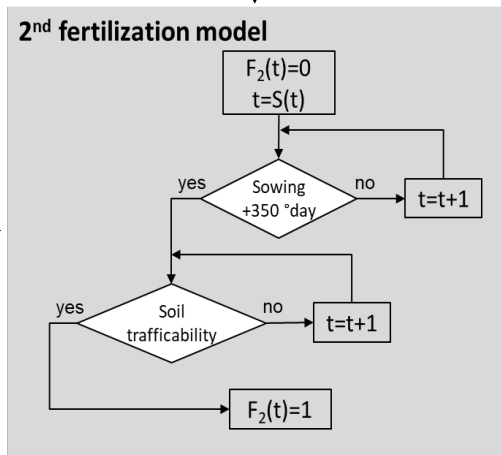 2nd fertilization model
F2(t)=0
t=S(t)
yes
Sowing
+350 °day
no
t=t+1
yes
Soil
trafficability
no
t=t+1
F2(t)=1